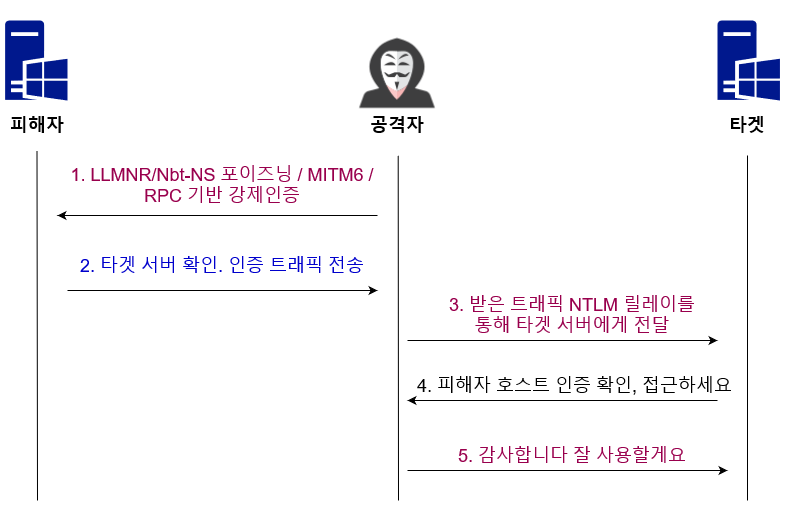 피해자
공격자
타겟
1. LLMNR/Nbt-NS 포이즈닝 / MITM6 /
RPC 기반 강제인증
2. 타겟 서버 확인. 인증 트래픽 전송
3. 받은 트래픽 NTLM 릴레이를
통해 타겟 서버에게 전달
4. 피해자 호스트 인증 확인, 접근하세요
5. 감사합니다 잘 사용할게요